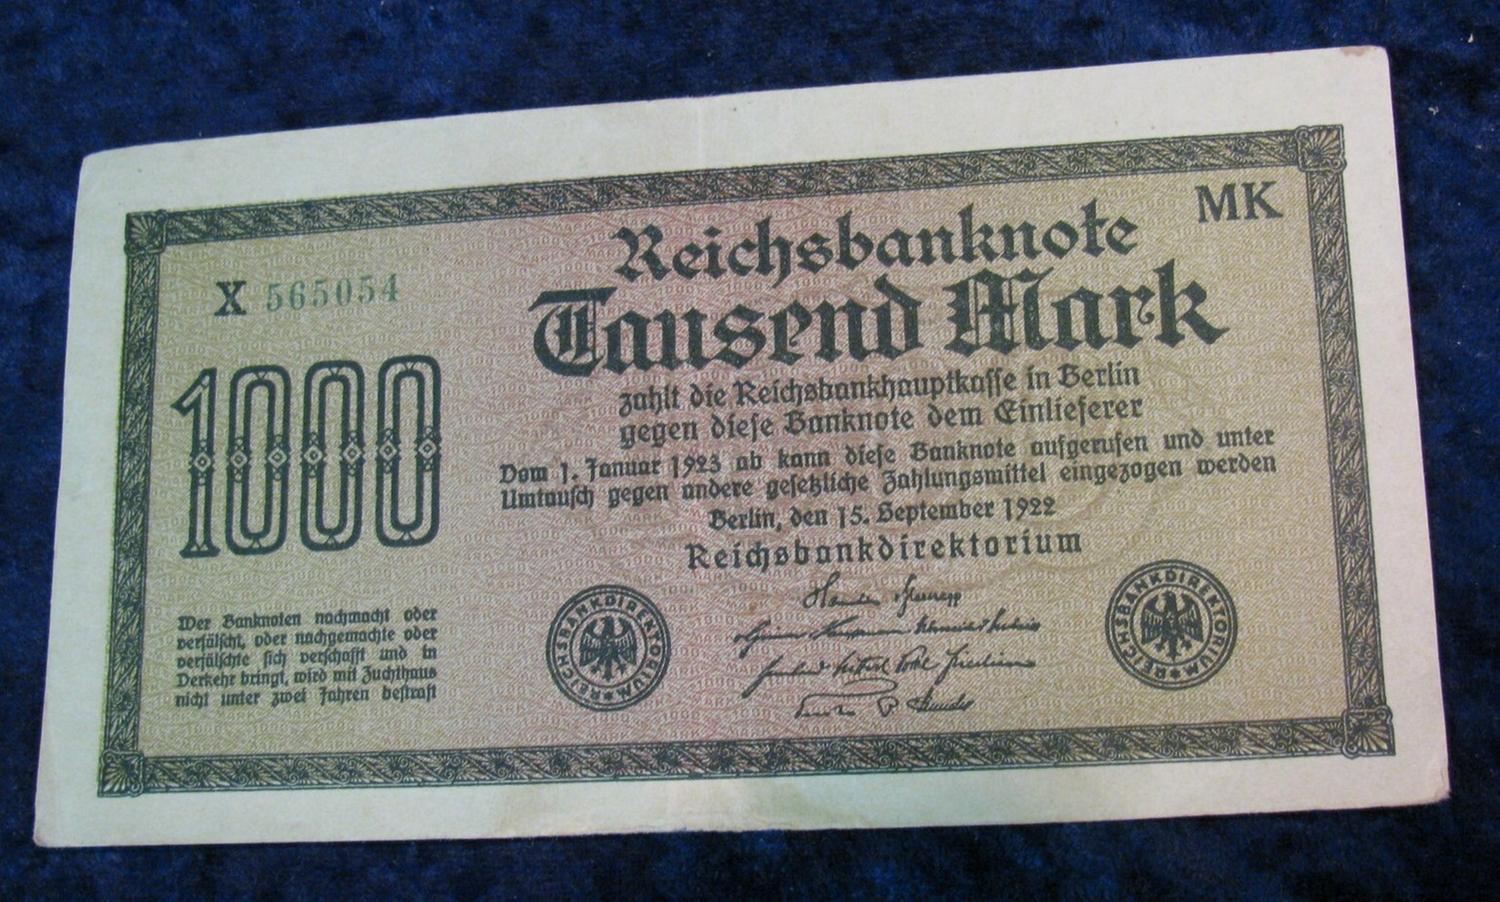 MK
Reichsbanknote
X 565054
Tausend Mark
1000
zahlt die Reichsbankhauptkasse in Berlin
gegen diese Banknote dem Einlieferer
Vom 1. Januar 1923 ab kann diese Banknote aufgerufen und unter
Umtausch gegen andere gesetzliche Zahlungsmittel eingezogen werden
Berlin, den 15. September 1922
Reichsbankdirektorium
Wer Banknoten nachmacht oder
verfälscht, oder nachgemachte oder
verfälschte sich verschafft und in
Verkehr bringt, wird mit Zuchthaus
nicht unter zwei Jahren bestraft
REICHSBANKDIREKTORIUM
REICHSBANKDIREKTORIUM